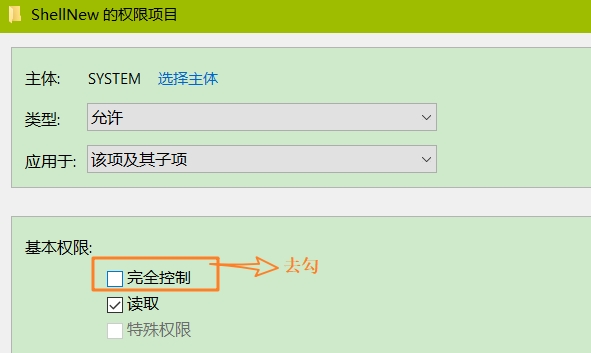 ShellNew 的权限项目
主体: SYSTEM 选择主体
类型: 允许
应用于: 该项及其子项
基本权限:
完全控制 去勾
读取
特殊权限